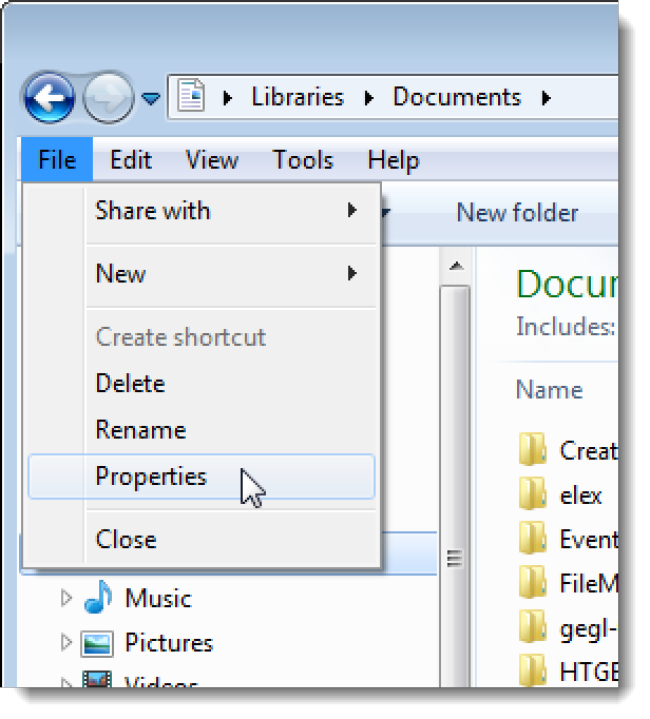 Libraries Documents
File Edit View Tools Help
Share with
New folder
New
Docu
Includes:
Create shortcut
Delete
Name
Rename
Creat
Properties
elex
Close
Event
FileM
Music
gegl-
Pictures
HTGE
Videos